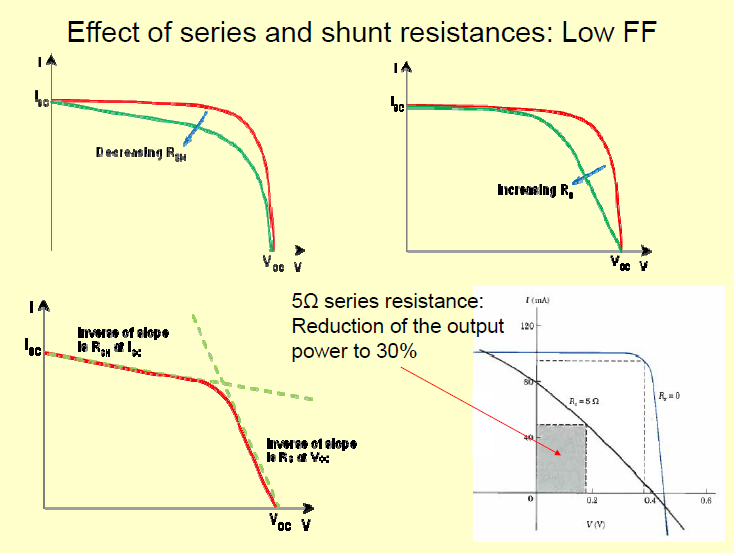 Effect of series and shunt resistances: Low FF
I
I
Isc
Isc
Decreasing RSH
Increasing Rs
Voc V
Voc V
5Ω series resistance:
Reduction of the output
power to 30%
I
Isc
Inverse of slope
is RSH at Isc
Inverse of slope
is Rs at Voc
Voc V
I (mA)
120
80
40
0
0.2
0.4
0.6
Rs = 5 Ω
Rs = 0
V (V)